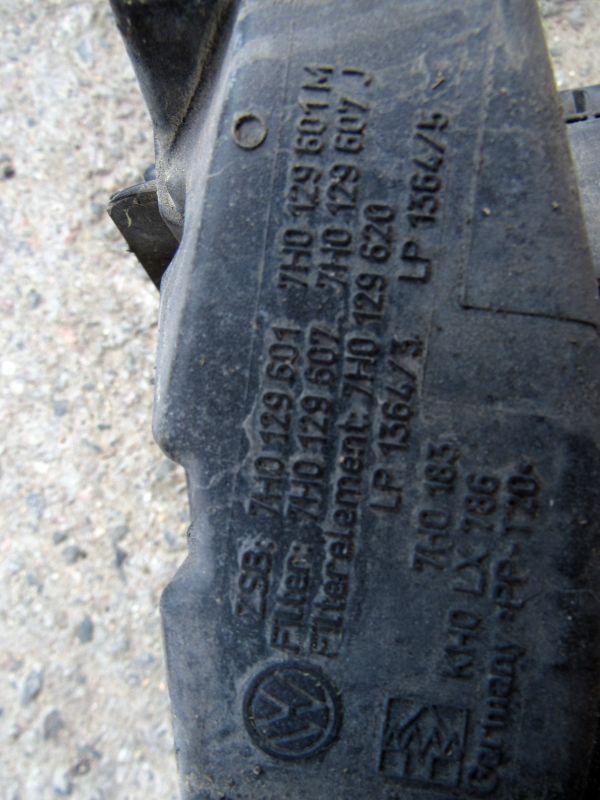 ZSB: 7H0 129 601 7H0 129 601 M
Filter: 7H0 129 607 7H0 129 607 J
Filterelement: 7H0 129 620
LP 1364/3 LP 1364/5
7H0 183
KH0 LX 786
Germany >PP-T20<